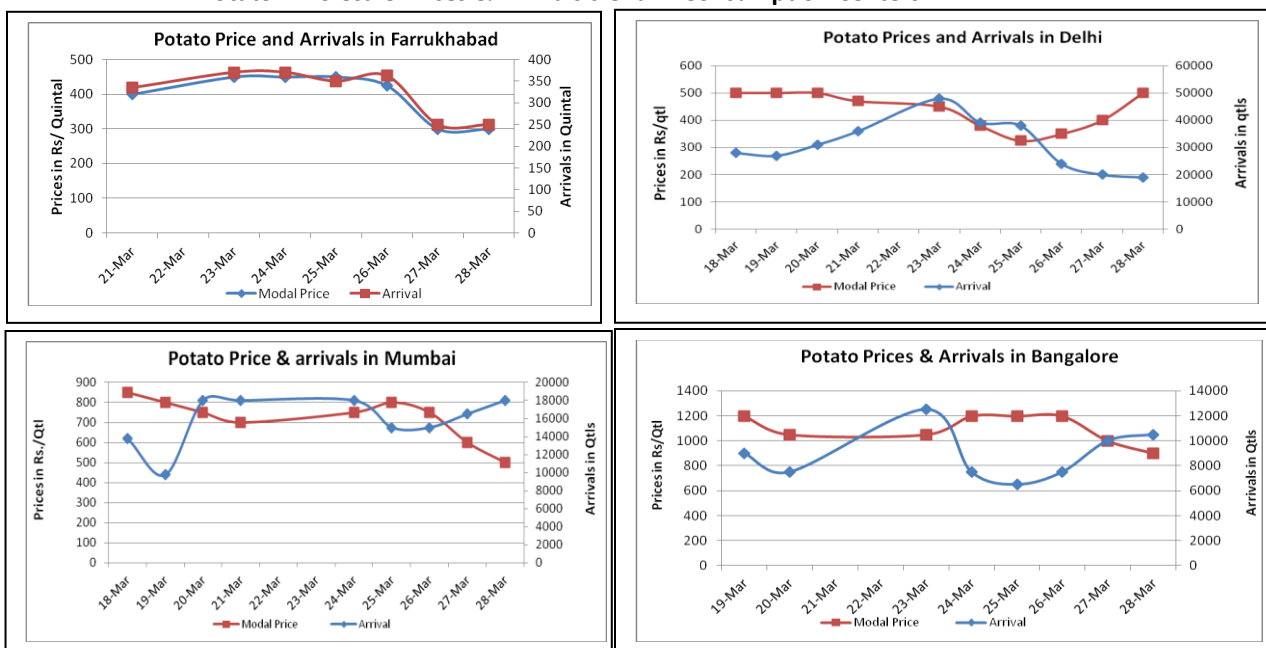 Potato Price and Arrivals in Farrukhabad
Prices in Rs/ Quintal
500
400
300
200
100
0
400
350
300
250
200
150
100
50
0
Arrivals in Quintal
21-Mar
22-Mar
23-Mar
24-Mar
25-Mar
26-Mar
27-Mar
28-Mar
Modal Price
Arrival
Potato Prices and Arrivals in Delhi
Prices in Rs/qtl
600
500
400
300
200
100
0
60000
50000
40000
30000
20000
10000
0
Arrivals in qtls
18-Mar
19-Mar
20-Mar
21-Mar
22-Mar
23-Mar
24-Mar
25-Mar
26-Mar
27-Mar
28-Mar
Modal Price
Arrival
Potato Price & arrivals in Mumbai
Prices in Rs./Qtl
900
800
700
600
500
400
300
200
100
0
20000
18000
16000
14000
12000
10000
8000
6000
4000
2000
0
Arrivals in Qtls
18-Mar
19-Mar
20-Mar
21-Mar
22-Mar
23-Mar
24-Mar
25-Mar
26-Mar
27-Mar
28-Mar
Modal Price
Arrival
Potato Prices & Arrivals in Bangalore
Prices in Rs./Qtl
1400
1200
1000
800
600
400
200
0
14000
12000
10000
8000
6000
4000
2000
0
Arrivals in Qtls
19-Mar
20-Mar
21-Mar
22-Mar
23-Mar
24-Mar
25-Mar
26-Mar
27-Mar
28-Mar
Modal Price
Arrival